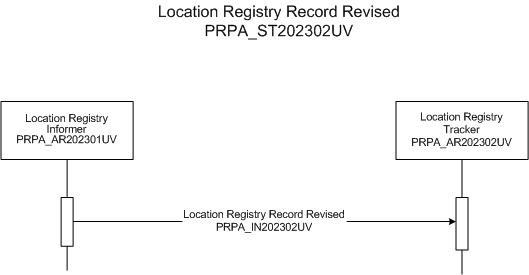 Location Registry Record Revised
PRPA_ST202302UV
Location Registry
Informer
PRPA_AR202301UV
Location Registry
Tracker
PRPA_AR202302UV
Location Registry Record Revised
PRPA_IN202302UV